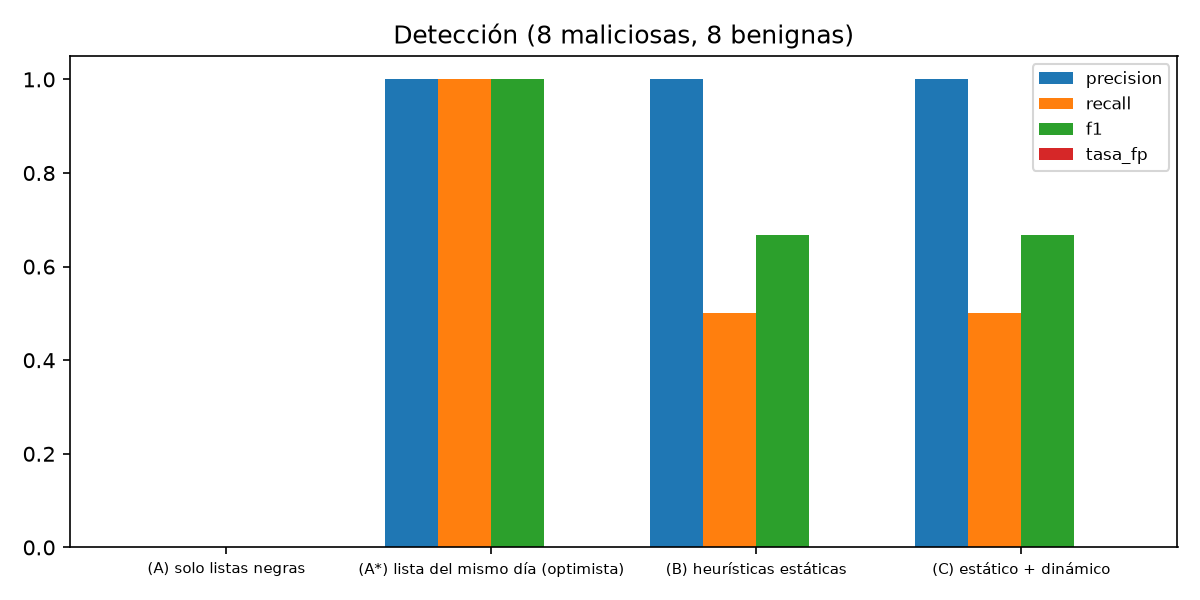 Detección (8 maliciosas, 8 benignas)
precision
recall
f1
tasa_fp
1.0
0.8
0.6
0.4
0.2
0.0
(A) solo listas negras
(A*) lista del mismo día (optimista)
(B) heurísticas estáticas
(C) estático + dinámico